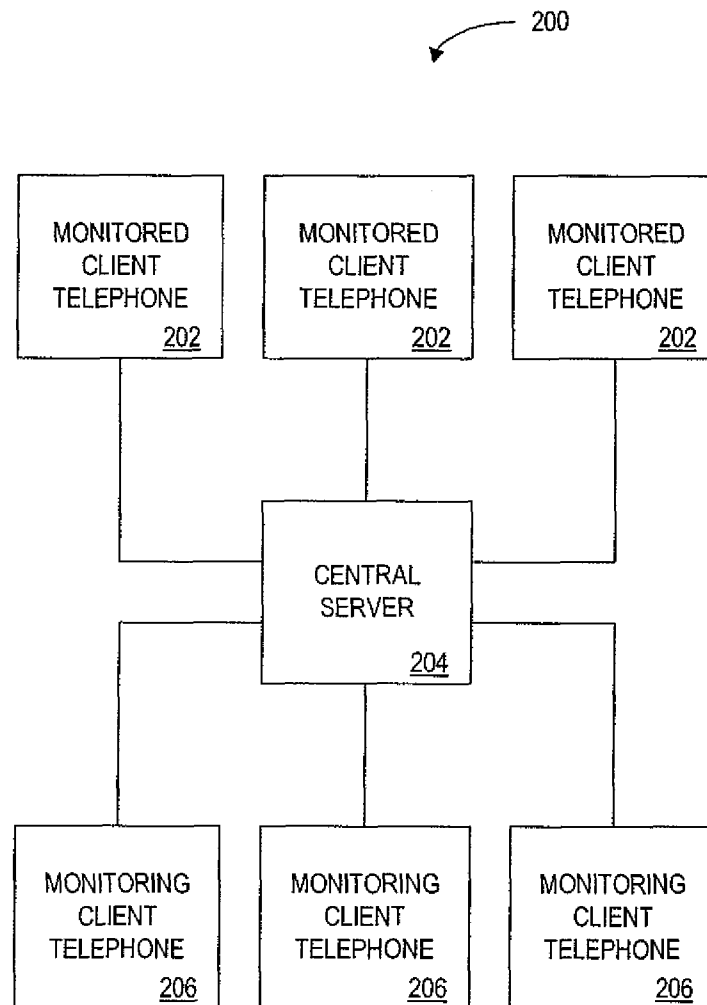 200
MONITORED
CLIENT
TELEPHONE
202
MONITORED
CLIENT
TELEPHONE
202
MONITORED
CLIENT
TELEPHONE
202
CENTRAL
SERVER
204
MONITORING
CLIENT
TELEPHONE
206
MONITORING
CLIENT
TELEPHONE
206
MONITORING
CLIENT
TELEPHONE
206